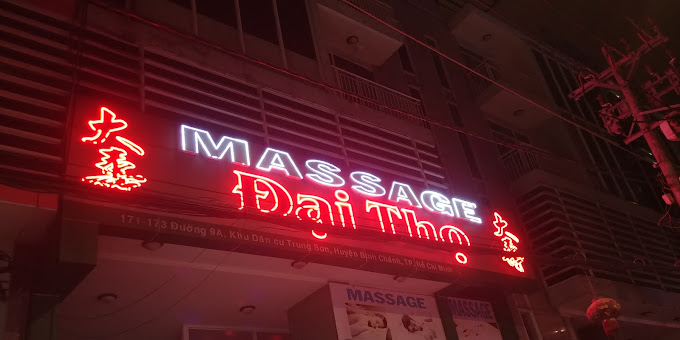 MASSAGE
Đại Thọ
171-173 Đường 9A, Khu Dân cư Trung Sơn, Huyện Bình Chánh, TP. Hồ Chí Minh
MASSAGE
MASSAGE